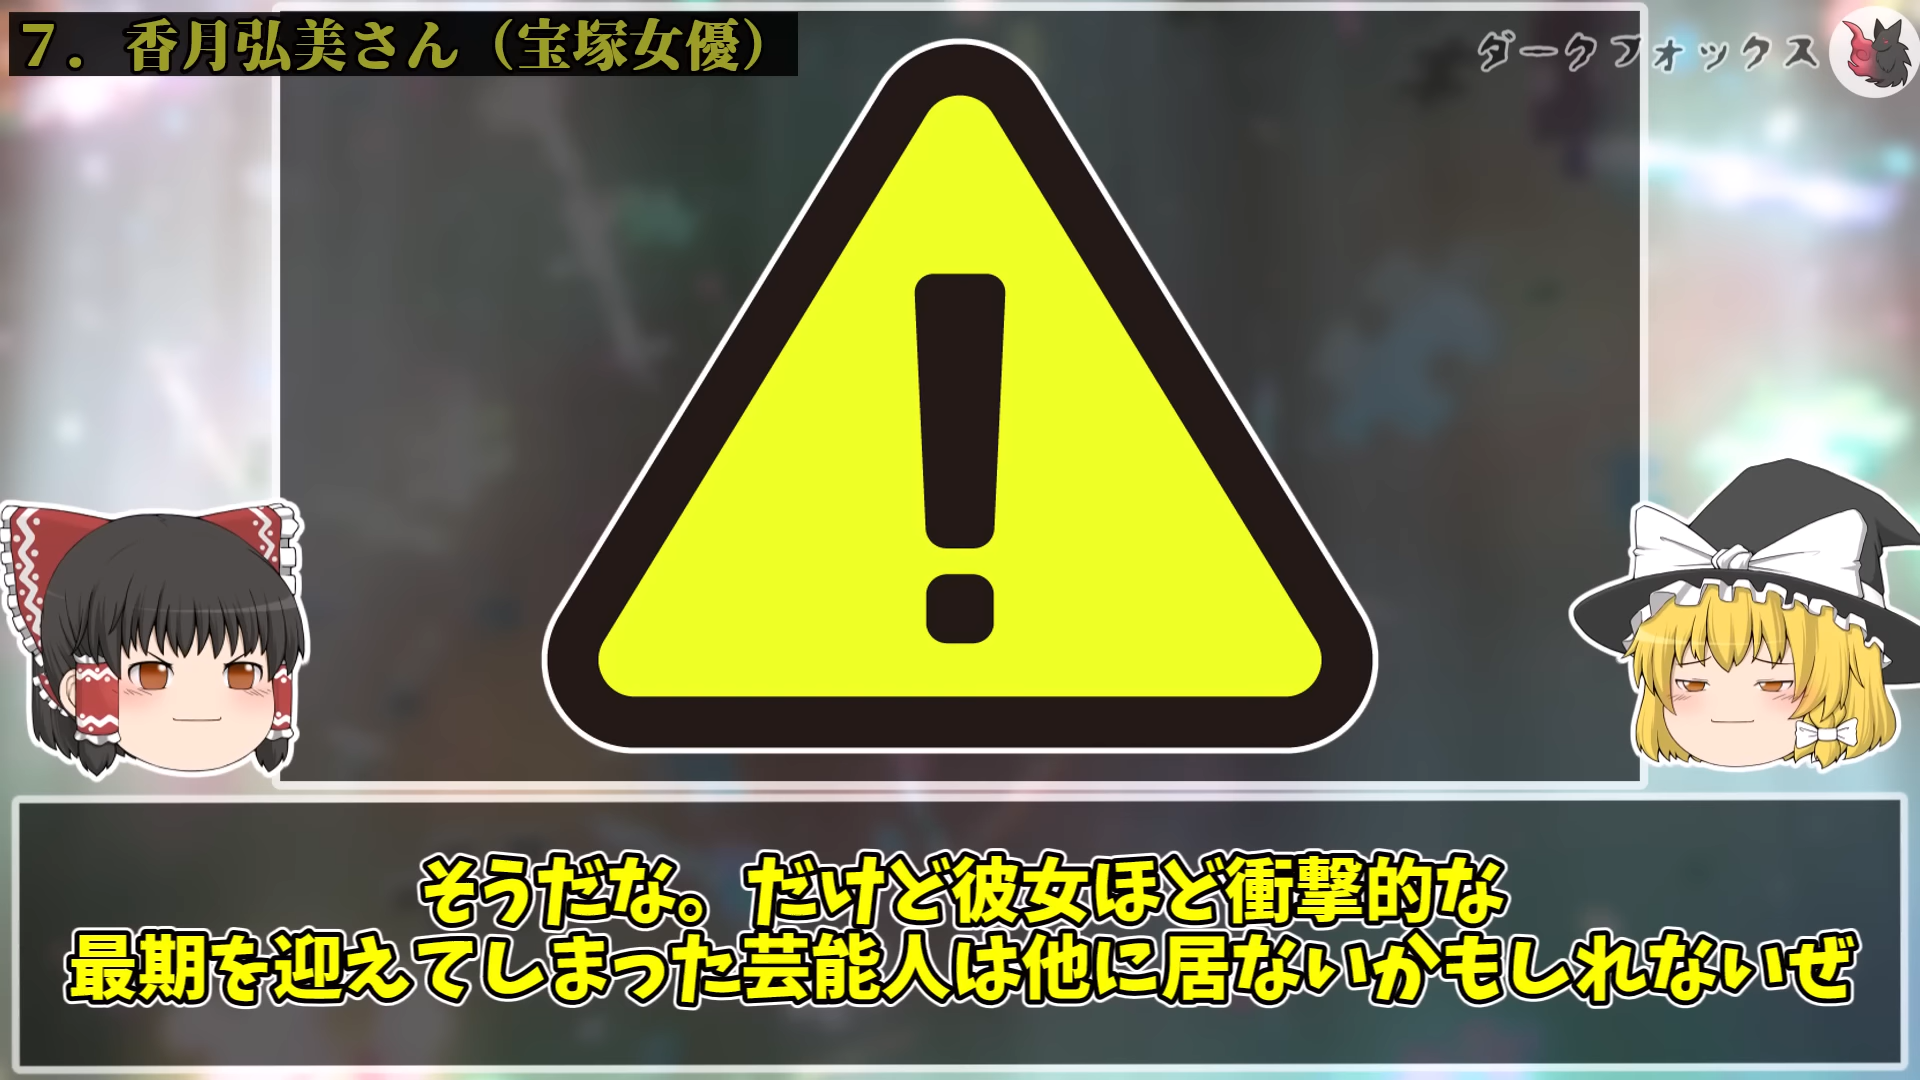 ７．香月弘美さん（宝塚女優）
ダークフォックス
そうだな。だけど彼女ほど衝撃的な
最期を迎えてしまった芸能人は他に居ないかもしれないぜ